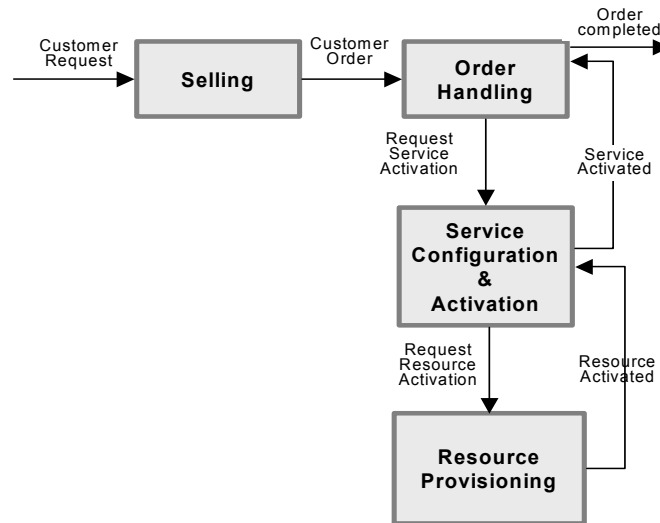 Customer
Request
Selling
Customer
Order
Order
Handling
Order
completed
Request
Service
Activation
Service
Activated
Service
Configuration
&
Activation
Request
Resource
Activation
Resource
Activated
Resource
Provisioning